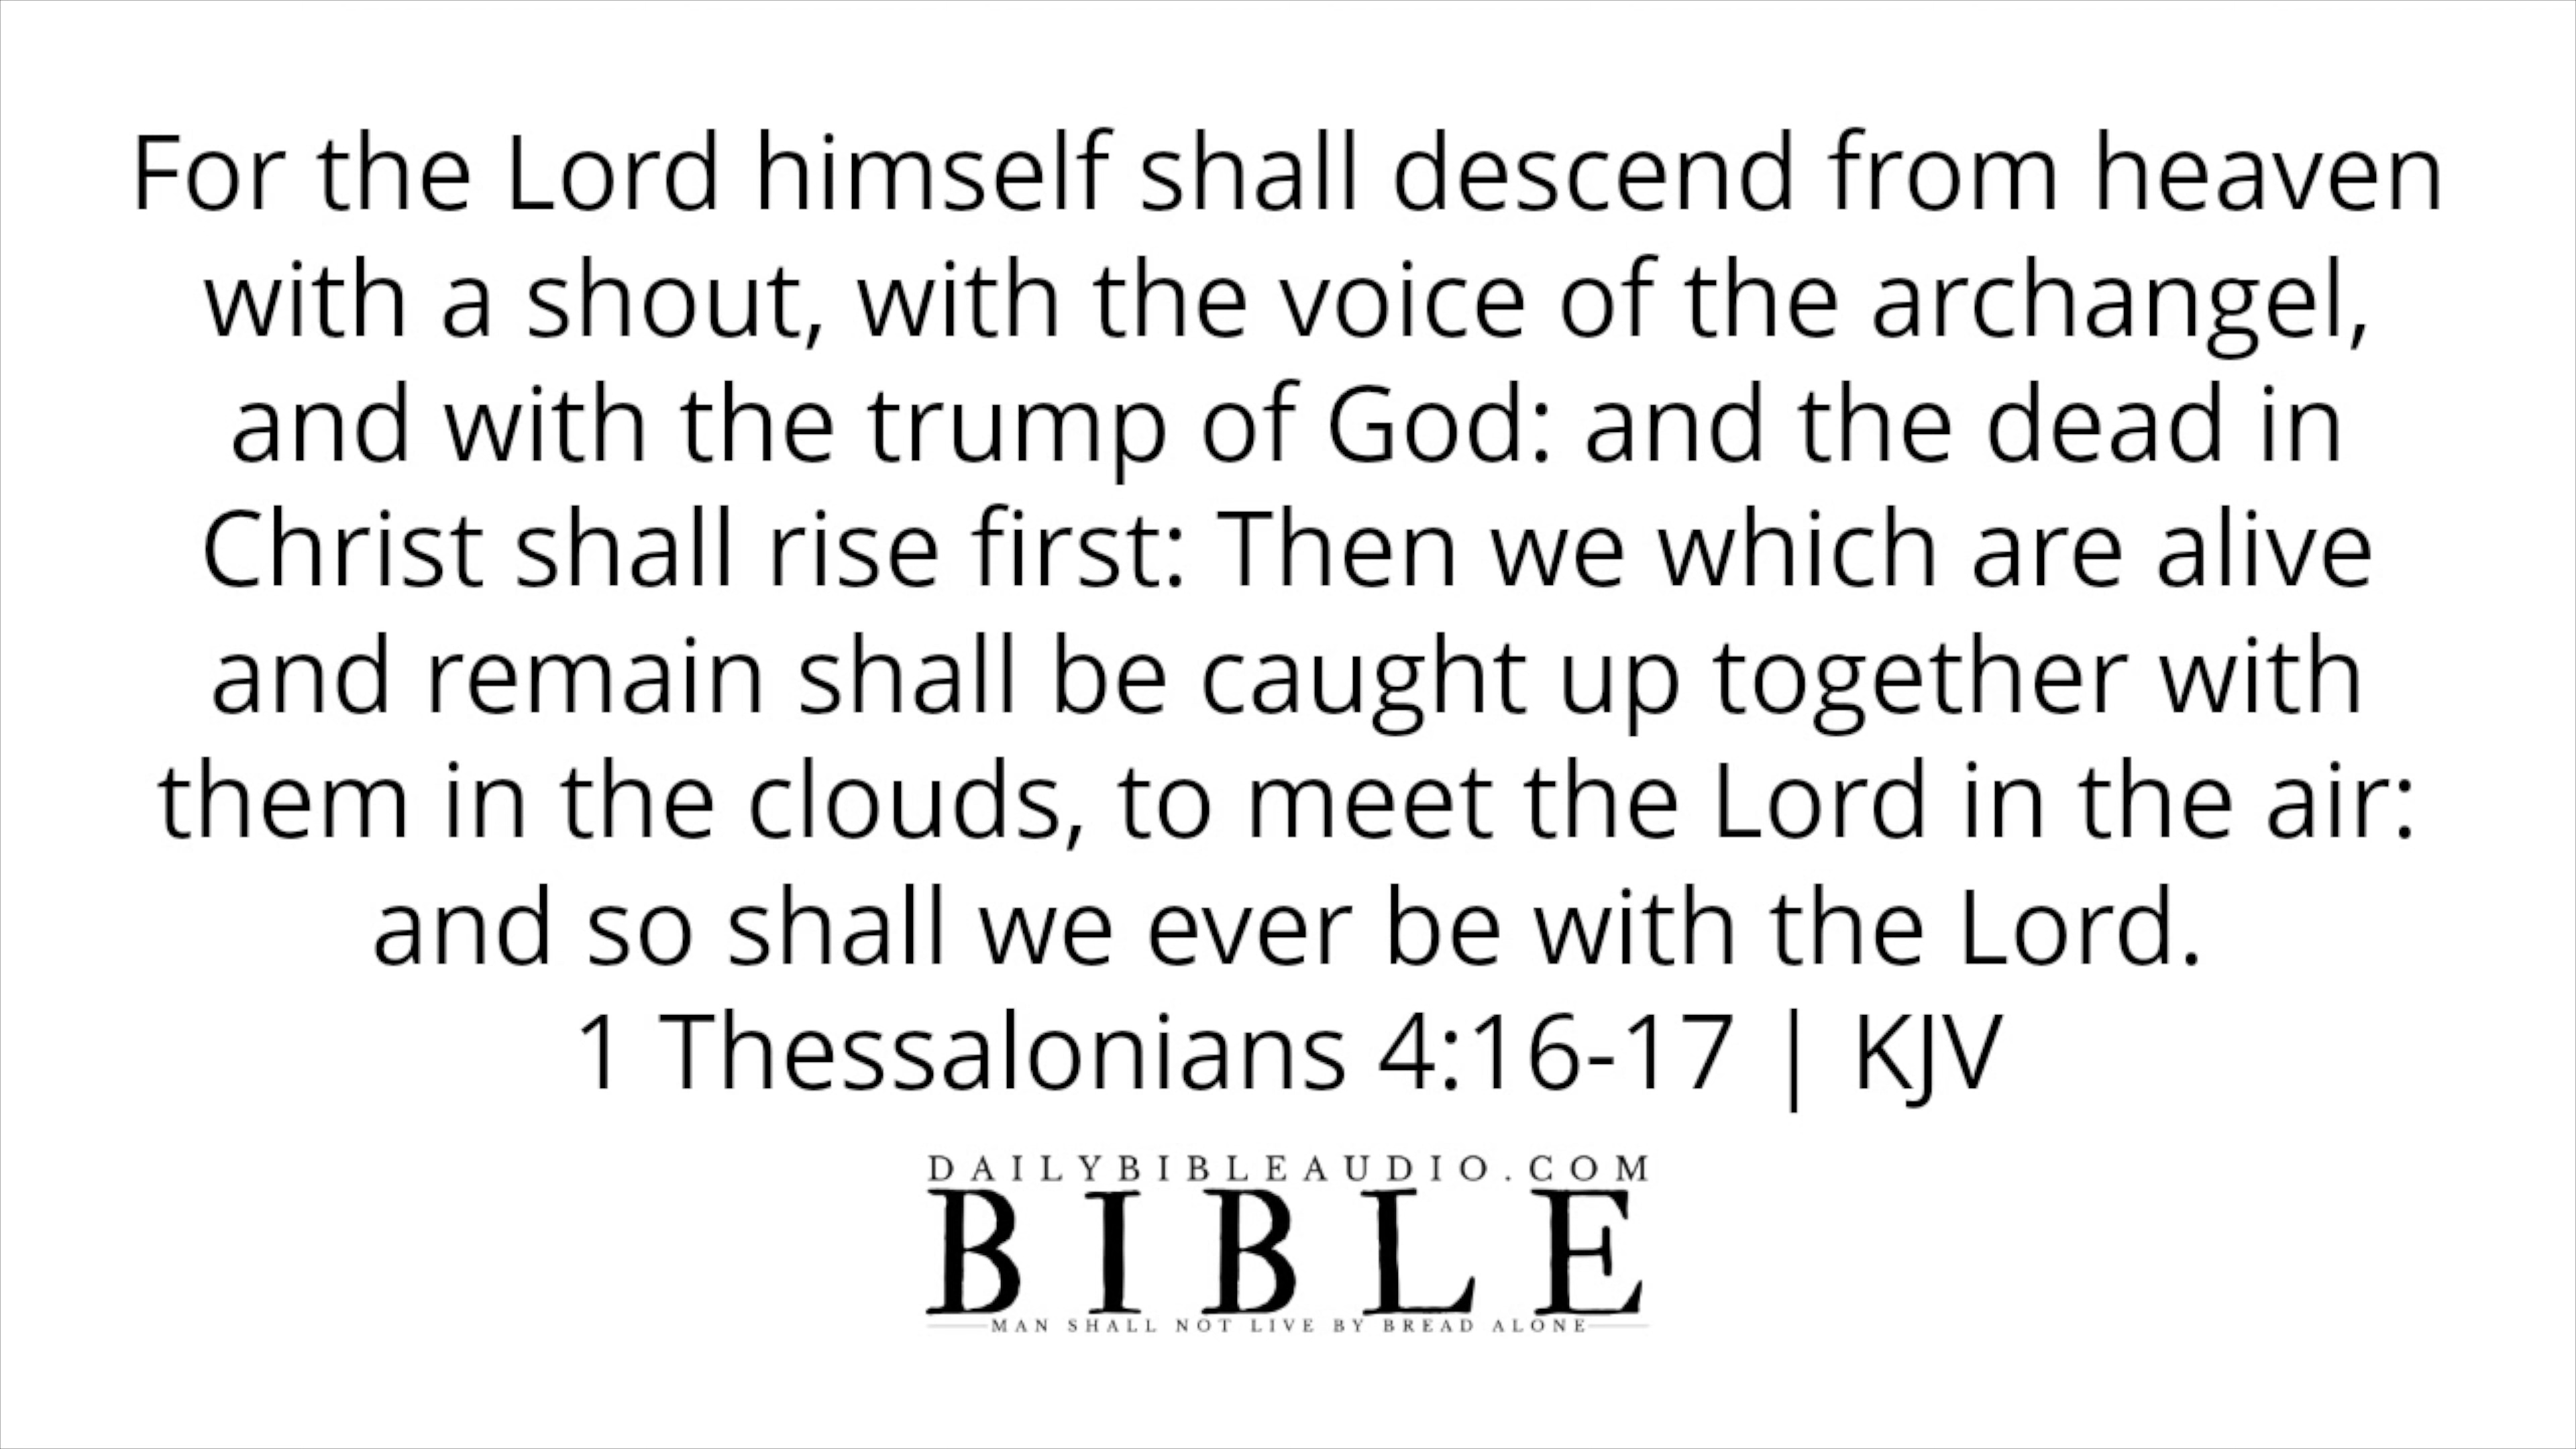 For the Lord himself shall descend from heaven
with a shout, with the voice of the archangel,
and with the trump of God: and the dead in
Christ shall rise first: Then we which are alive
and remain shall be caught up together with
them in the clouds, to meet the Lord in the air:
and so shall we ever be with the Lord.
1 Thessalonians 4:16-17 | KJV
DAILYBIBLEAUDIO.COM
BIBLE
MAN SHALL NOT LIVE BY BREAD ALONE